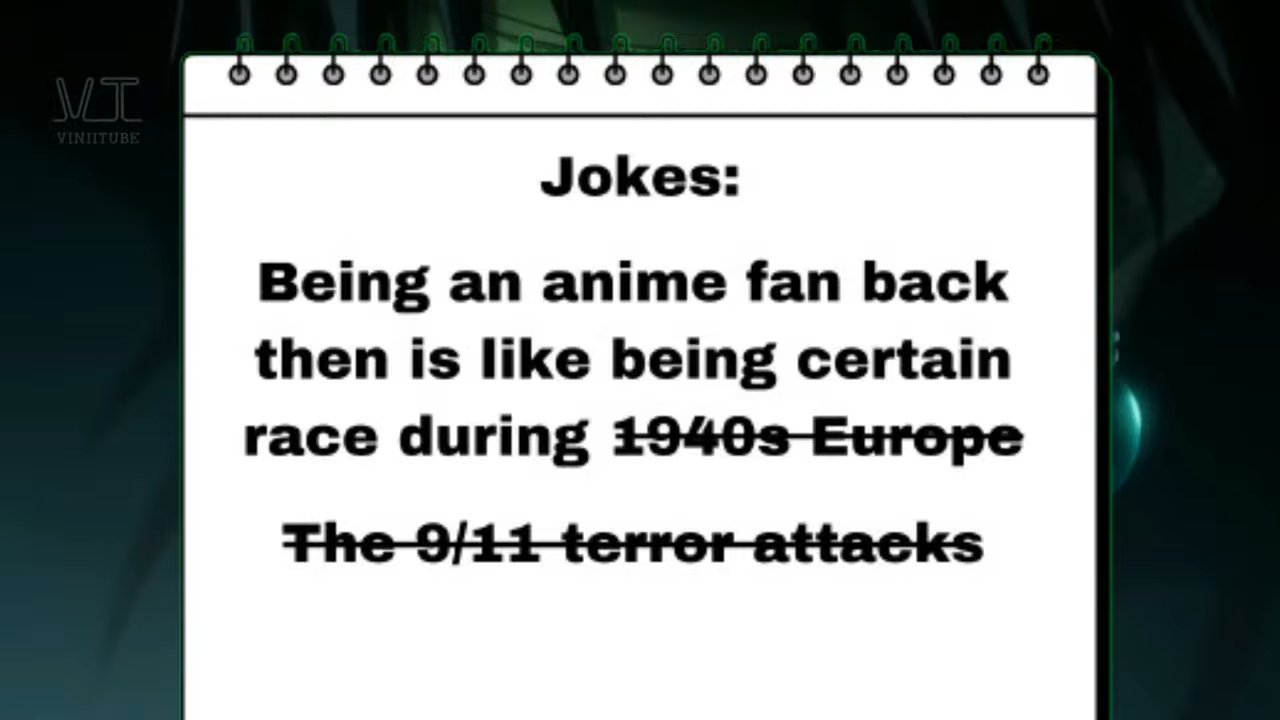 VINIITUBE
Jokes:
Being an anime fan back
then is like being certain
race during 1940s Europe
The 9/11 terror attacks